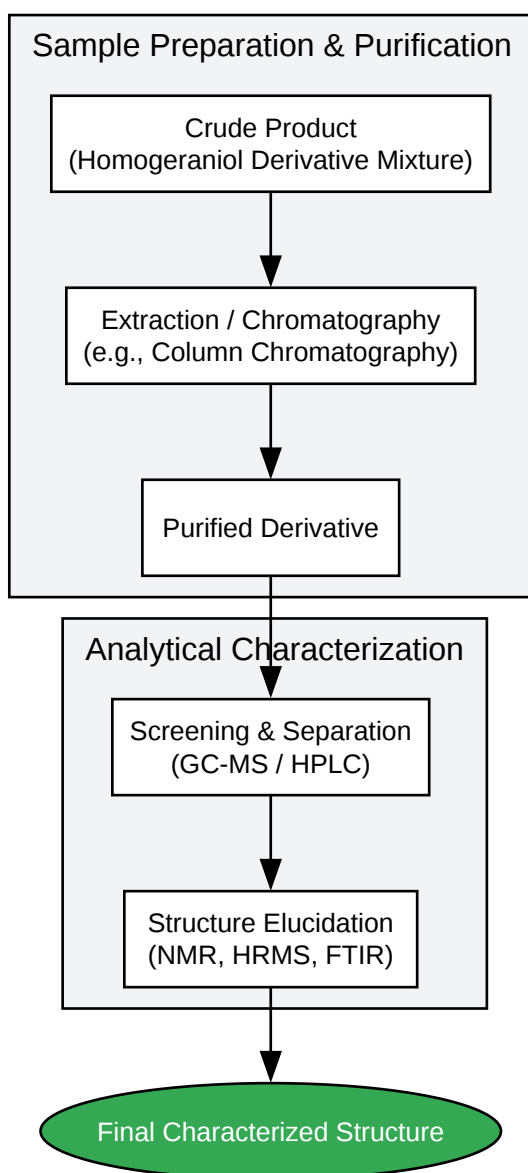 Sample Preparation & Purification
Crude Product
(Homogeraniol Derivative Mixture)
Extraction / Chromatography
(e.g., Column Chromatography)
Purified Derivative
Analytical Characterization
Screening & Separation
(GC-MS / HPLC)
Structure Elucidation
(NMR, HRMS, FTIR)
Final Characterized Structure